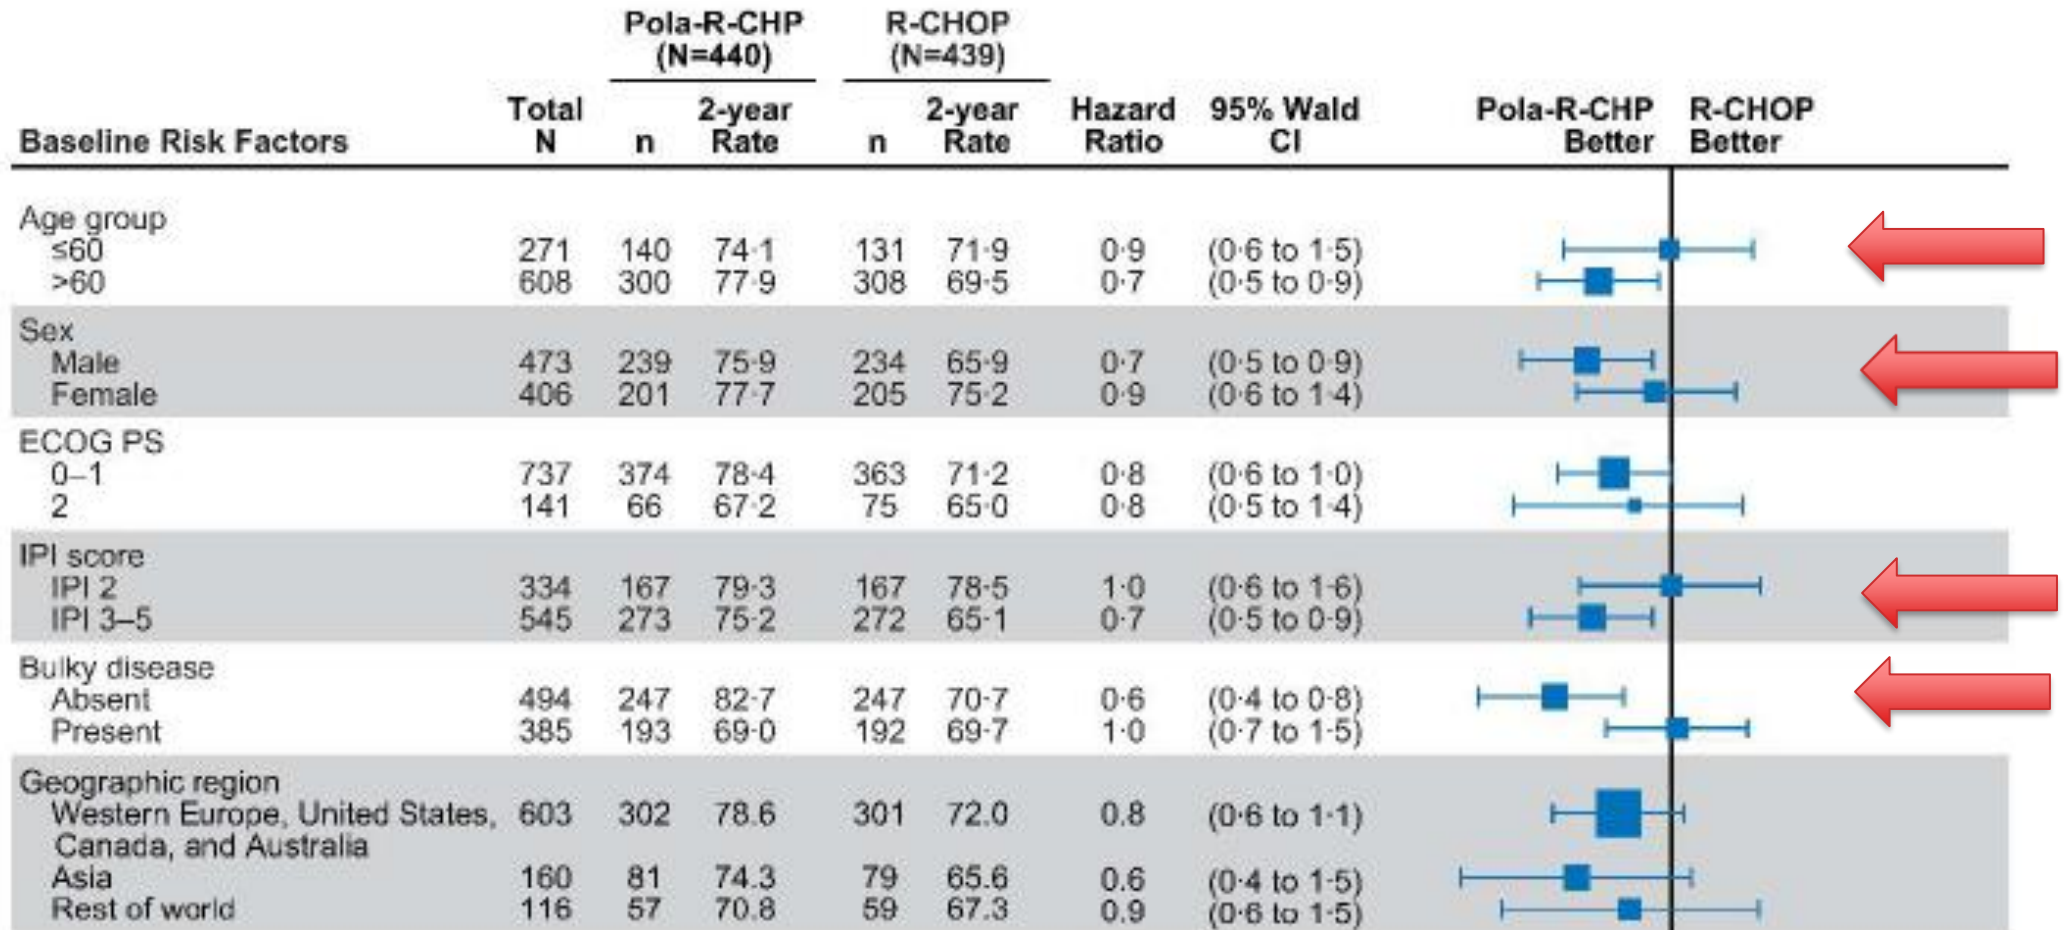 Pola-R-CHP R-CHOP
(N=440) (N=439)
Total 2-year 2-year Hazard 95% Wald Pola-R-CHP R-CHOP
Baseline Risk Factors N n Rate n Rate Ratio CI Better Better
Age group
≤60 271 140 74·1 131 71·9 0·9 (0·6 to 1·5)
>60 608 300 77·9 308 69·5 0·7 (0·5 to 0·9)
Sex
Male 473 239 75·9 234 65·9 0·7 (0·5 to 0·9)
Female 406 201 77·7 205 75·2 0·9 (0·6 to 1·4)
ECOG PS
0–1 737 374 78·4 363 71·2 0·8 (0·6 to 1·0)
2 141 66 67·2 75 65·0 0·8 (0·5 to 1·4)
IPI score
IPI 2 334 167 79·3 167 78·5 1·0 (0·6 to 1·6)
IPI 3–5 545 273 75·2 272 65·1 0·7 (0·5 to 0·9)
Bulky disease
Absent 494 247 82·7 247 70·7 0·6 (0·4 to 0·8)
Present 385 193 69·0 192 69·7 1·0 (0·7 to 1·5)
Geographic region
Western Europe, United States, 603 302 78.6 301 72.0 0.8 (0·6 to 1·1)
Canada, and Australia
Asia 160 81 74.3 79 65.6 0.6 (0·4 to 1·5)
Rest of world 116 57 70.8 59 67.3 0.9 (0·6 to 1·5)